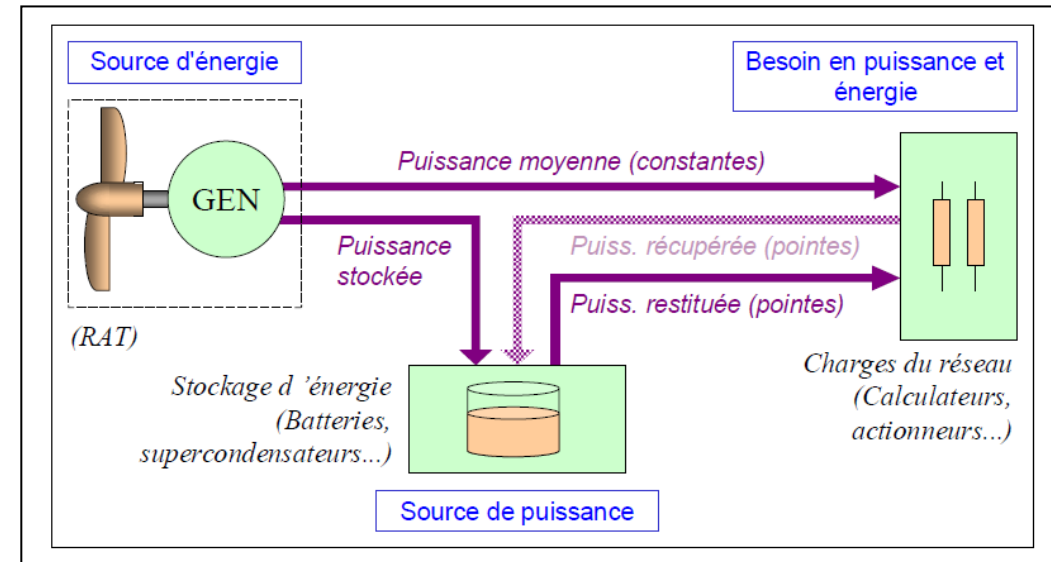 Source d'énergie
Besoin en puissance et
énergie
Puissance moyenne (constantes)
GEN
Puissance
stockée
Puiss. récupérée (pointes)
Puiss. restituée (pointes)
(RAT)
Stockage d ’énergie
(Batteries,
supercondensateurs...)
Charges du réseau
(Calculateurs,
actionneurs...)
Source de puissance